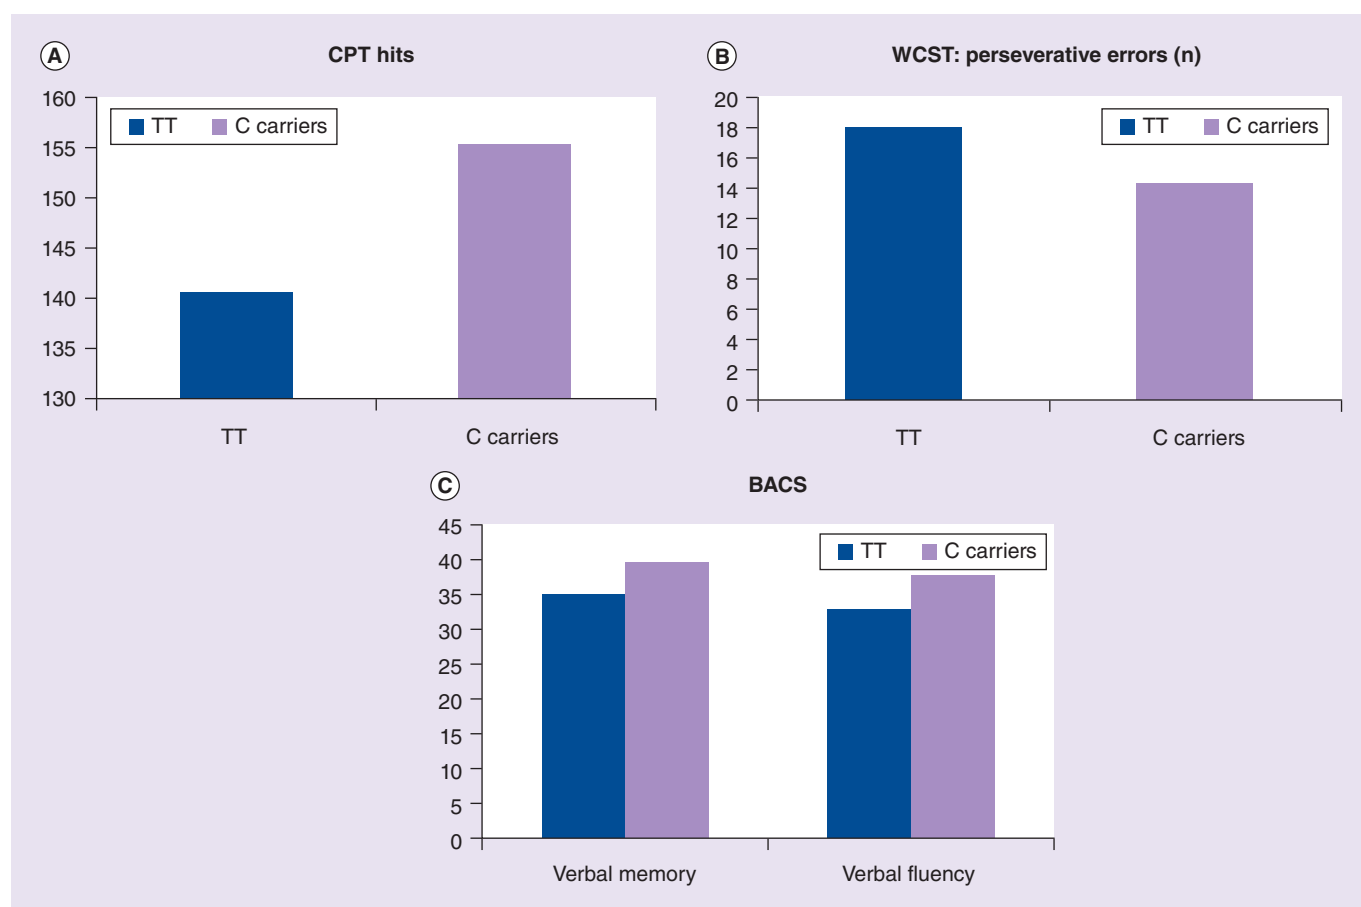 A
CPT hits
160
155
150
145
140
135
130
TT
C carriers
TT
C carriers
B
WCST: perseverative errors (n)
20
18
16
14
12
10
8
6
4
2
0
TT
C carriers
TT
C carriers
C
BACS
45
40
35
30
25
20
15
10
5
0
TT
C carriers
Verbal memory
Verbal fluency